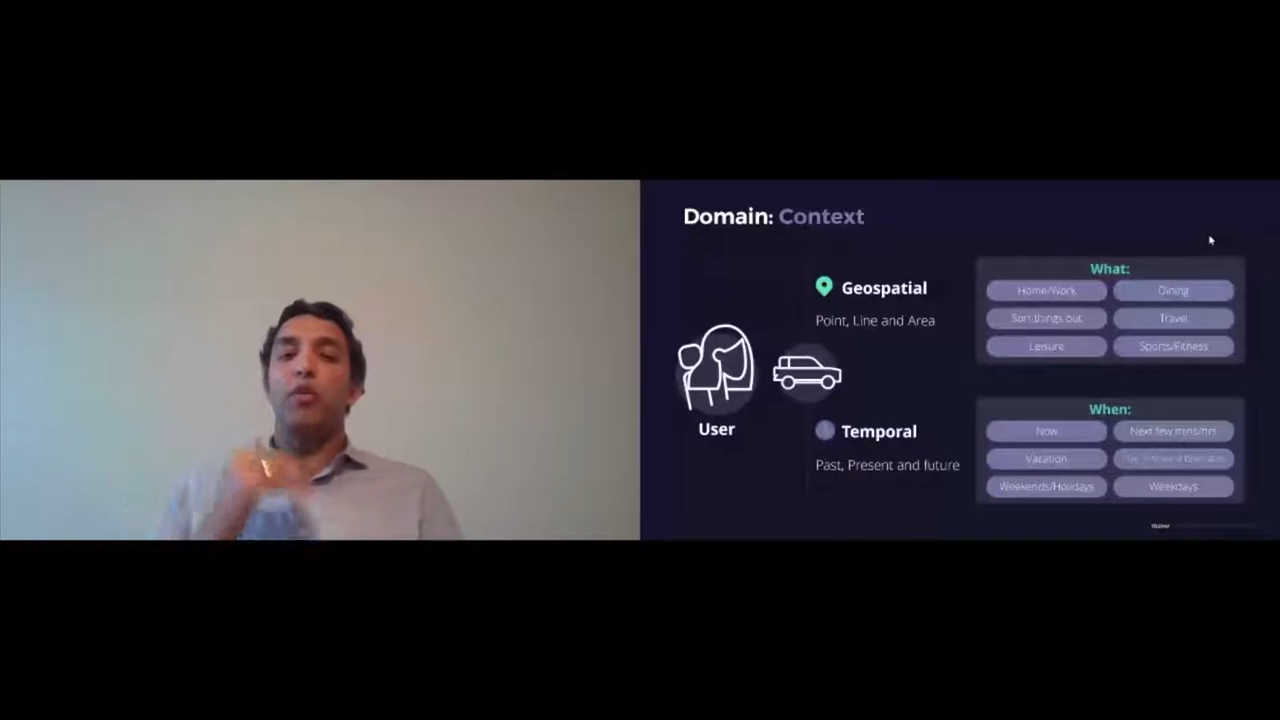 Domain: Context
Geospatial
Point, Line and Area
User
Temporal
Past, Present and future
What:
Home/Work
Dining
Sort things out
Travel
Leisure
Sports/Fitness
When:
Now
Next few mins/hrs
Vacation
Weekends/Holidays
Weekdays
TELENAV